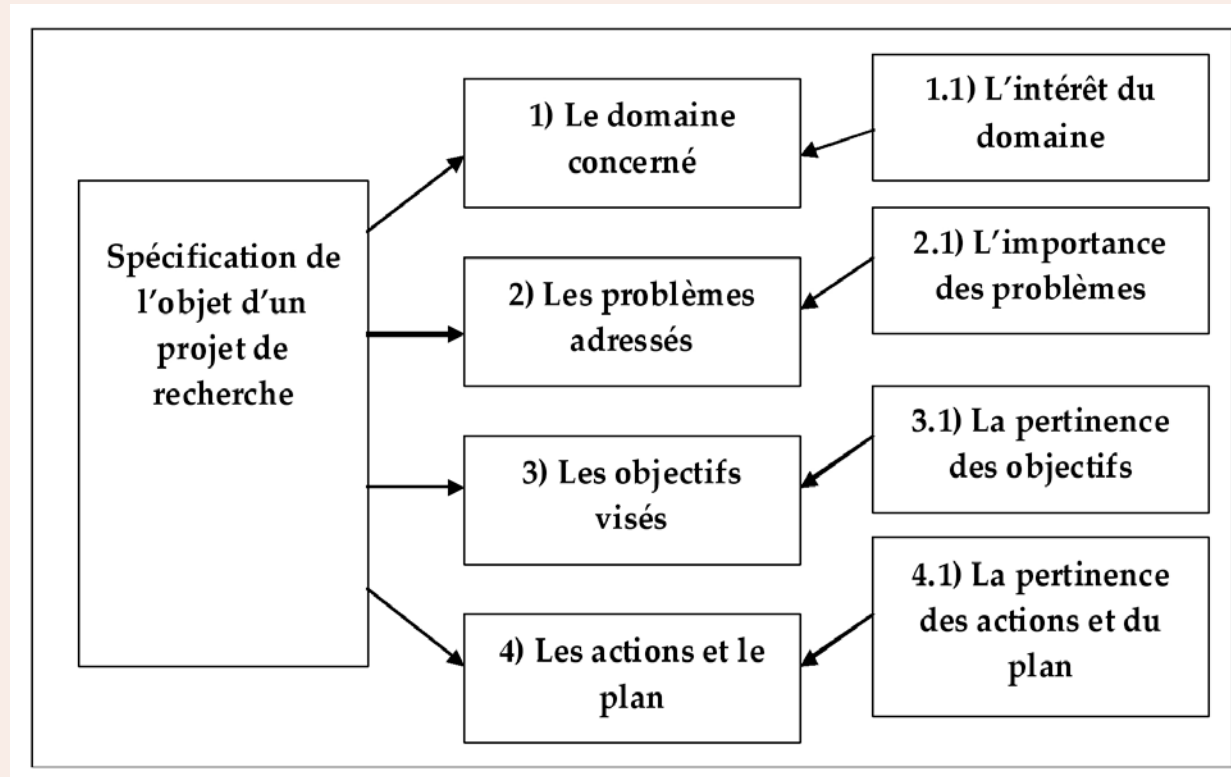 Spécification de
l’objet d’un
projet de
recherche
1) Le domaine
concerné
1.1) L’intérêt du
domaine
2) Les problèmes
adressés
2.1) L’importance
des problèmes
3) Les objectifs
visés
3.1) La pertinence
des objectifs
4) Les actions et le
plan
4.1) La pertinence
des actions et du
plan